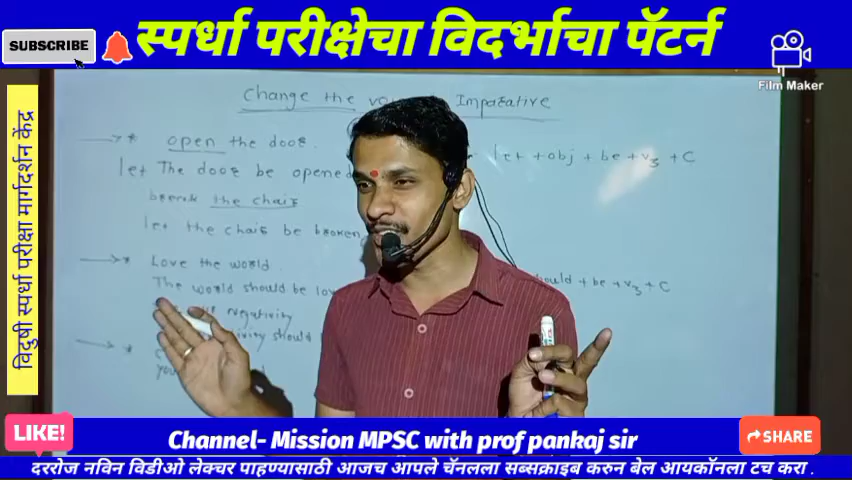 स्पर्धा परीक्षेचा विदर्भाचा पॅटर्न
SUBSCRIBE
Film Maker
विदुषी स्पर्धा परीक्षा मार्गदर्शन केंद्र
Change the Imperative
→ * open the door.
let + obj + be + v3 + C
let The door be opened
break the chair
let the chair be broken
→ * Love the world.
The world should be
should + be + v3 + C
negativity
should
→ *
LIKE!
Channel- Mission MPSC with prof pankaj sir
SHARE
दररोज नविन विडीओ लेक्चर पाहण्यासाठी आजच आपले चॅनलला सब्सक्राइब करुन बेल आयकॉनला टच करा .